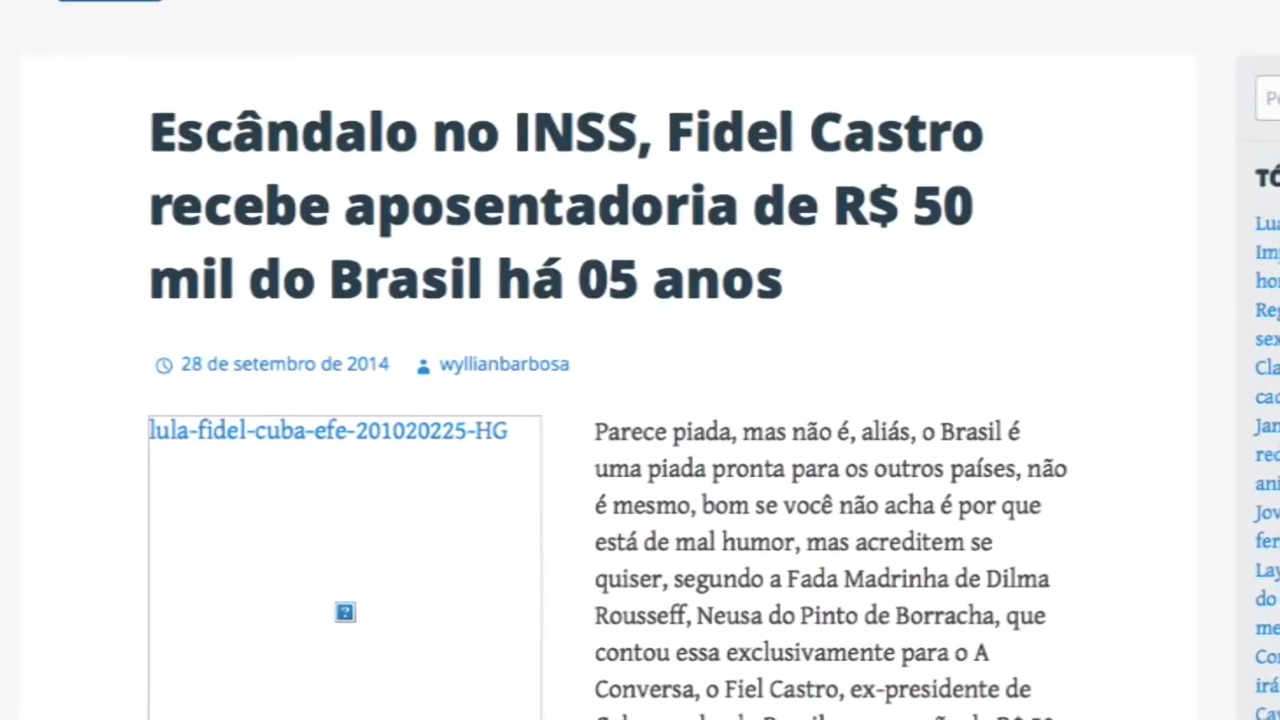 Escândalo no INSS, Fidel Castro
recebe aposentadoria de R$ 50
mil do Brasil há 05 anos
28 de setembro de 2014 wyllianbarbosa
lula-fidel-cuba-efe-201020225-HG
Parece piada, mas não é, aliás, o Brasil é
uma piada pronta para os outros países, não
é mesmo, bom se você não acha é por que
está de mal humor, mas acreditem se
quiser, segundo a Fada Madrinha de Dilma
Rousseff, Neusa do Pinto de Borracha, que
contou essa exclusivamente para o A
Conversa, o Fiel Castro, ex-presidente de